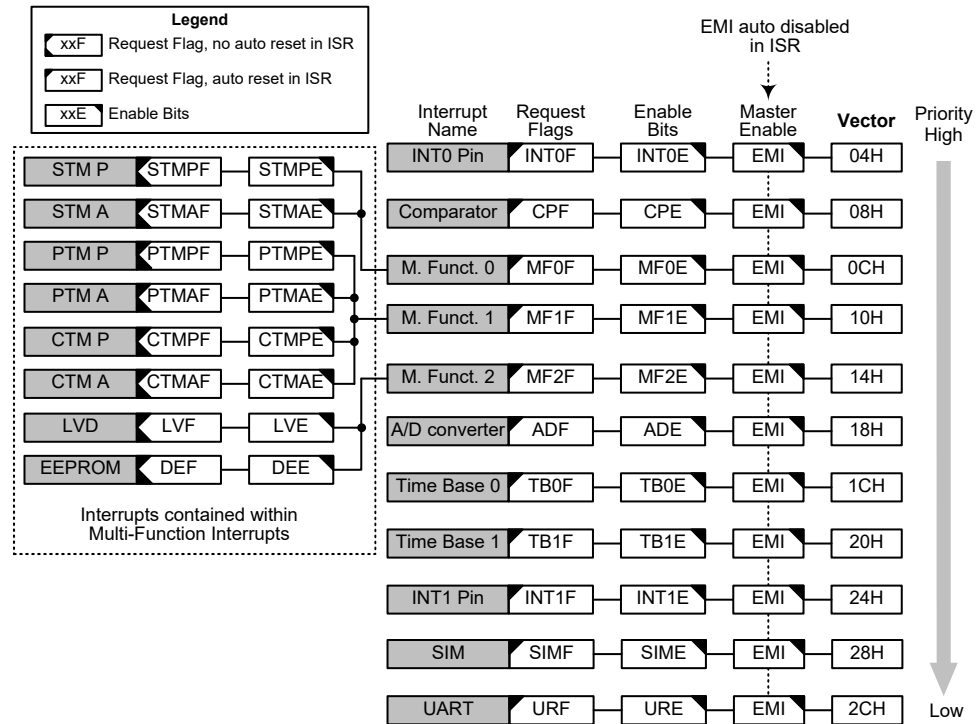 Legend
xxF Request Flag, no auto reset in ISR
xxF Request Flag, auto reset in ISR
xxE Enable Bits
EMI auto disabled
in ISR
Interrupt
Name
Request
Flags
Enable
Bits
Master
Enable
Vector
Priority
High
STM P STMPF STMPE
STM A STMAF STMAE
PTM P PTMPF PTMPE
PTM A PTMAF PTMAE
CTM P CTMPF CTMPE
CTM A CTMAF CTMAE
LVD LVF LVE
EEPROM DEF DEE
Interrupts contained within
Multi-Function Interrupts
INT0 Pin INT0F INT0E EMI 04H
Comparator CPF CPE EMI 08H
M. Funct. 0 MF0F MF0E EMI 0CH
M. Funct. 1 MF1F MF1E EMI 10H
M. Funct. 2 MF2F MF2E EMI 14H
A/D converter ADF ADE EMI 18H
Time Base 0 TB0F TB0E EMI 1CH
Time Base 1 TB1F TB1E EMI 20H
INT1 Pin INT1F INT1E EMI 24H
SIM SIMF SIME EMI 28H
UART URF URE EMI 2CH
Low